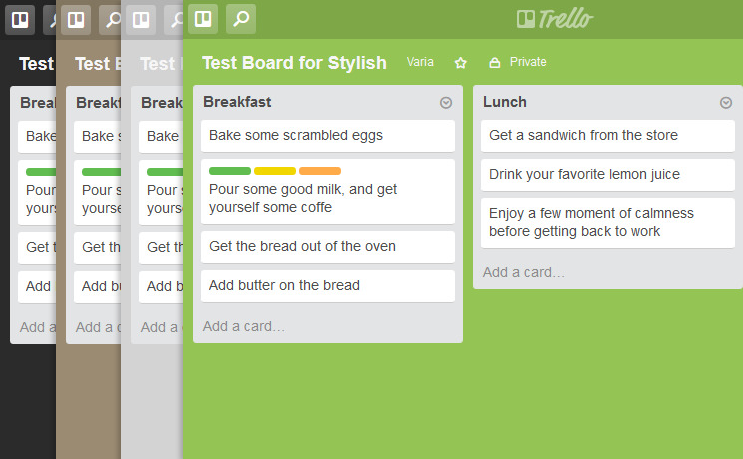 Trello
Test
Test B
Test
Test Board for Stylish Varia Private
Breakf
Breakf
Breakf
Breakfast
Lunch
Bake
Bake s
Bake
Bake some scrambled eggs
Get a sandwich from the store
Pour
yours
Pour s
yourse
Pour s
yourse
Pour some good milk, and get
yourself some coffe
Drink your favorite lemon juice
Enjoy a few moment of calmness
before getting back to work
Get t
Get th
Get the
Get the bread out of the oven
Add
Add bu
Add b
Add butter on the bread
Add a card…
Add a
Add a c
Add a ca
Add a card…